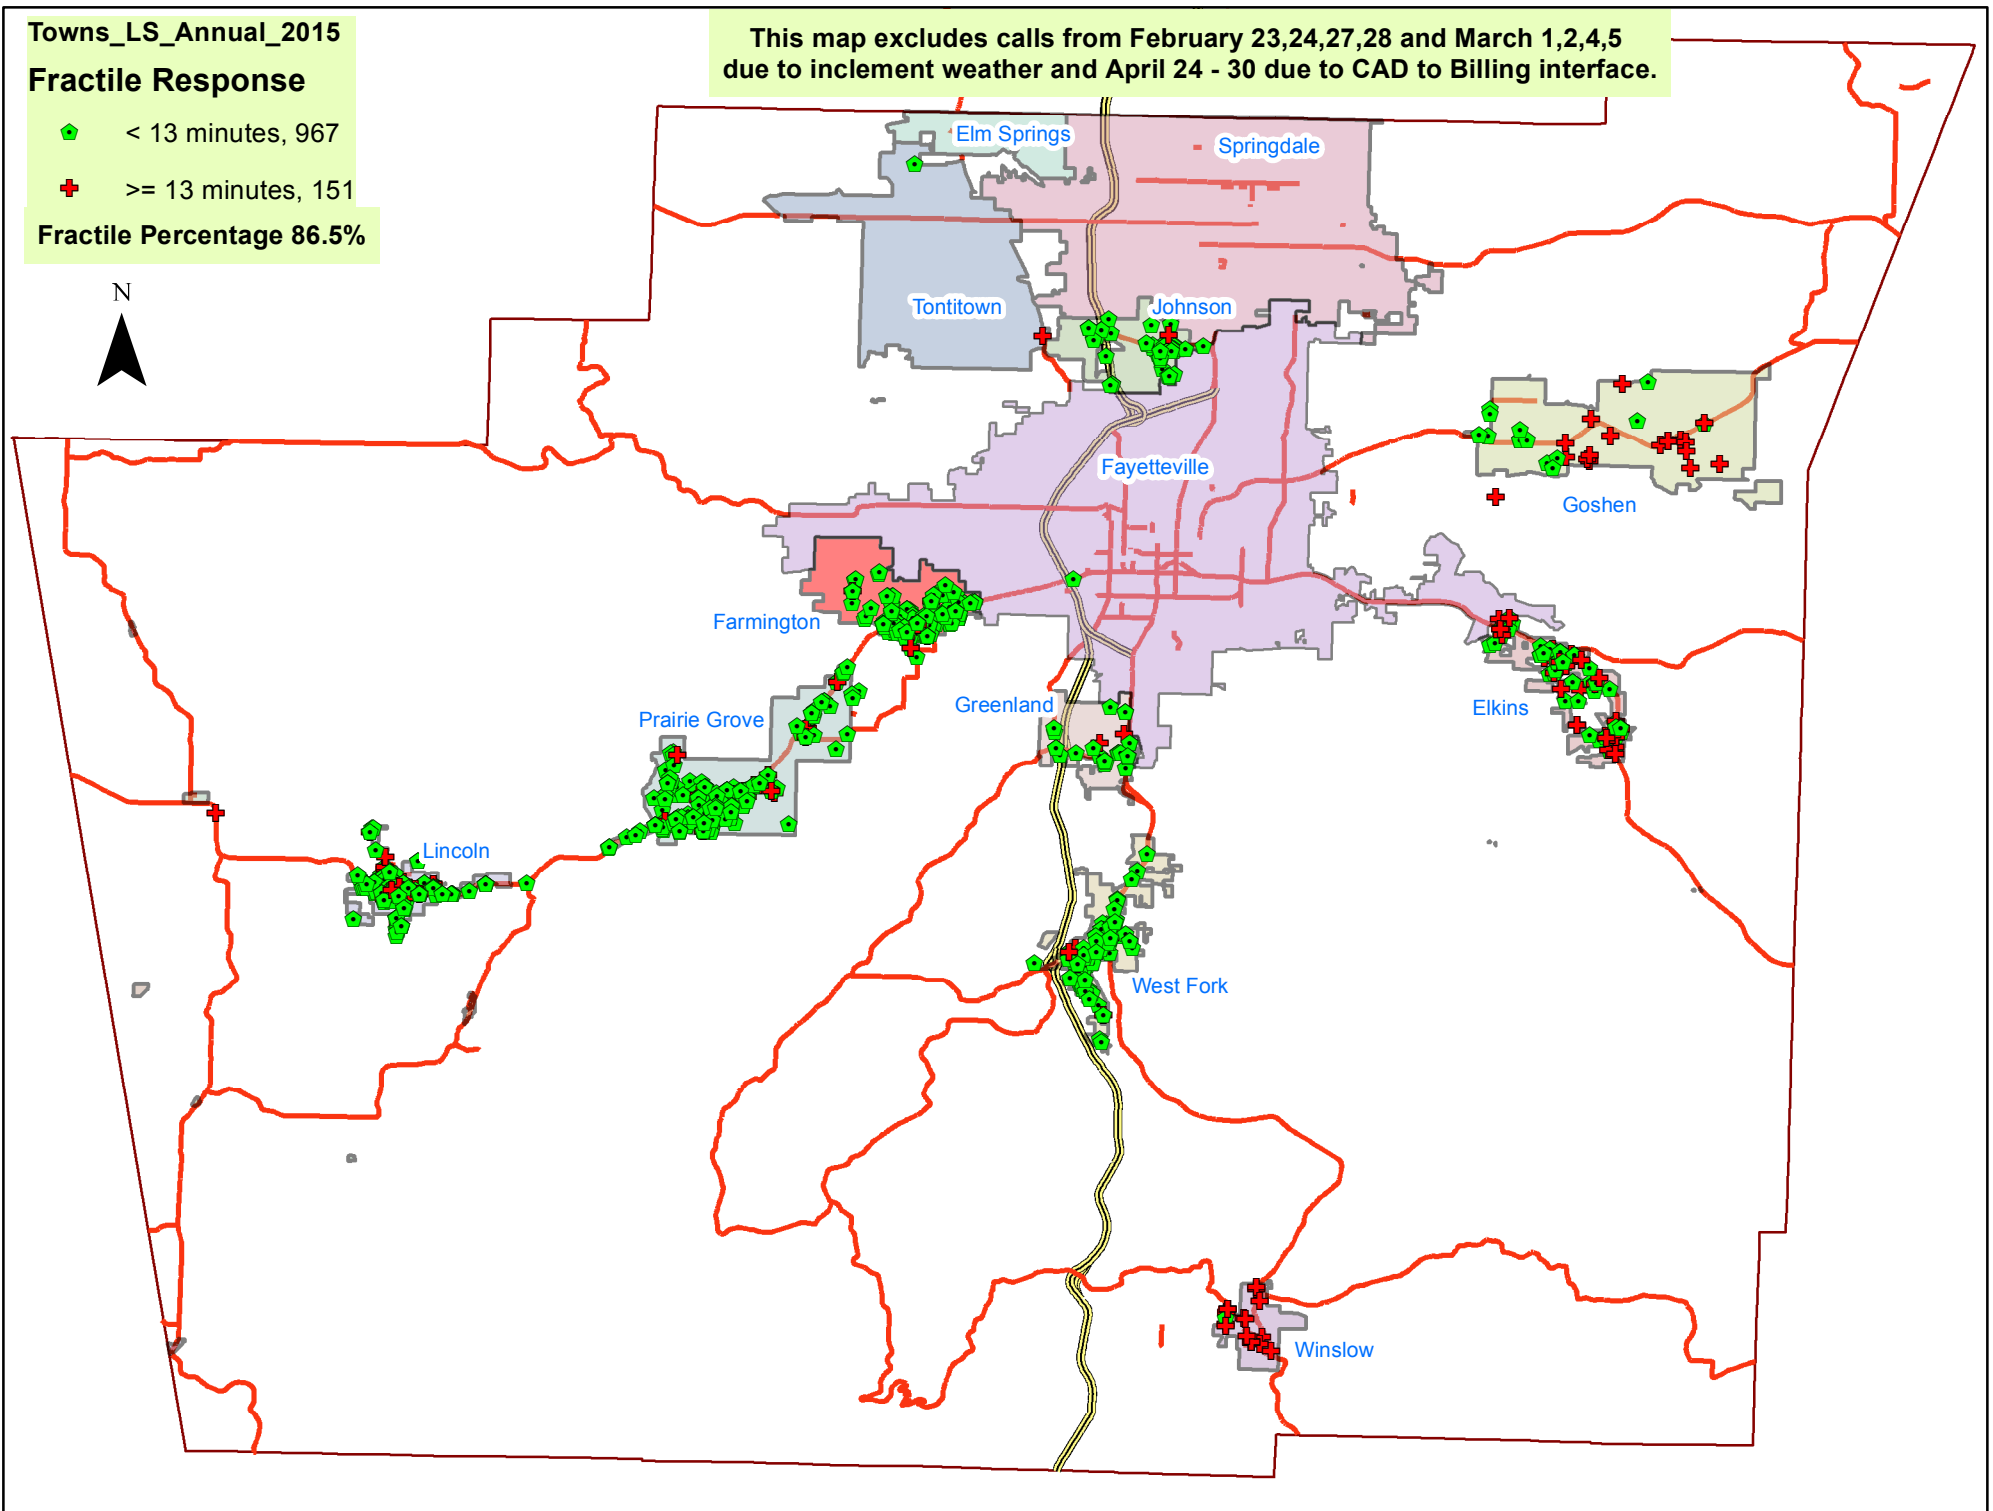 Towns_LS_Annual_2015
Fractile Response
< 13 minutes, 967
>= 13 minutes, 151
Fractile Percentage 86.5%
This map excludes calls from February 23,24,27,28 and March 1,2,4,5
due to inclement weather and April 24 - 30 due to CAD to Billing interface.
N
Elm Springs
Springdale
Tontitown
Johnson
Fayetteville
Goshen
Farmington
Prairie Grove
Greenland
Elkins
Lincoln
West Fork
Winslow